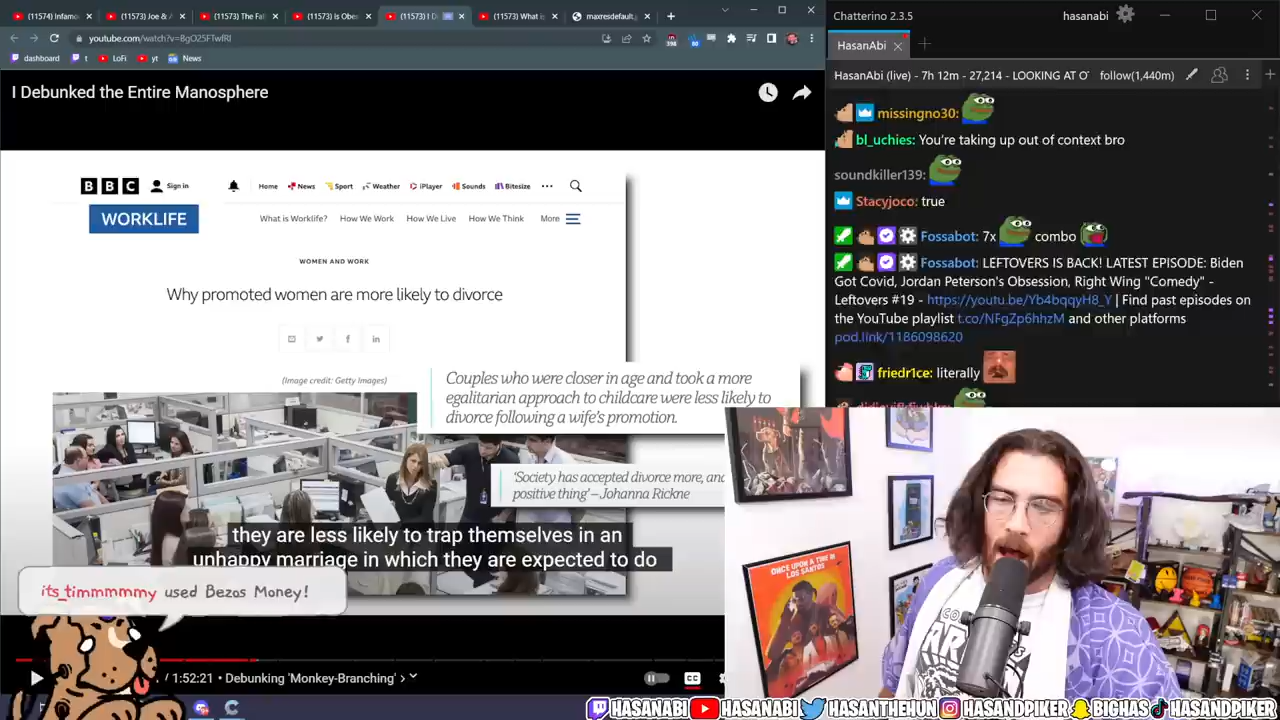 (11574) Infamou
(11573) Joe & A
(11573) The Fal
(11573) is Obes
(11573) I D
(11573) What is
maxresdefault.j
youtube.com/watch?v=8gO25FTwfRI
dashboard
t
LoFi
yt
News
I Debunked the Entire Manosphere
BBC
Sign in
Home
News
Sport
Weather
iPlayer
Sounds
Bitesize
WORKLIFE
What is Worklife?
How We Work
How We Live
How We Think
More
WOMEN AND WORK
Why promoted women are more likely to divorce
(Image credit: Getty Images)
Couples who were closer in age and took a more
egalitarian approach to childcare were less likely to
divorce following a wife's promotion.
'Society has accepted divorce more, and
positive thing' – Johanna Rickne
they are less likely to trap themselves in an
unhappy marriage in which they are expected to do
its_timmmmmy used Bezos Money!
/ 1:52:21 • Debunking 'Monkey-Branching'
CC
Chatterino 2.3.5
hasanabi
HasanAbi
HasanAbi (live) - 7h 12m - 27,214 - LOOKING AT O
follow(1,440m)
missingno30:
bl_uchies: You're taking up out of context bro
soundkiller139:
Stacyjoco: true
Fossabot: 7x combo
Fossabot: LEFTOVERS IS BACK! LATEST EPISODE: Biden
Got Covid, Jordan Peterson's Obsession, Right Wing "Comedy" -
Leftovers #19 - https://youtu.be/Yb4bqqyH8_Y | Find past episodes on
the YouTube playlist t.co/NFgZp6hhzM and other platforms
pod.link/1186098620
friedr1ce: literally
ONCE UPON A TIME IN
LOS SANTOS
HASANABI
HASANABI
HASANTHEHUN
HASANDPIKER
BIGHAS
HASANDPIKER